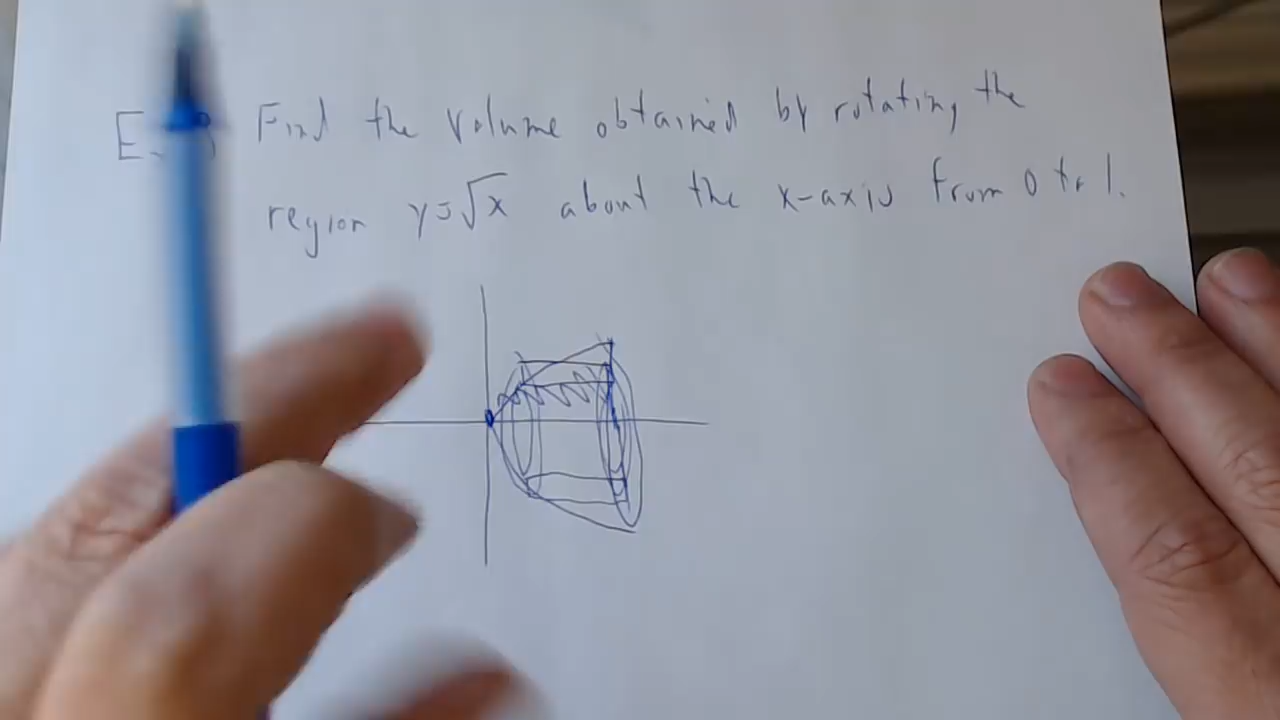 Find the volume obtained by rotating the
region y=√x about the x-axis from 0 to 1.